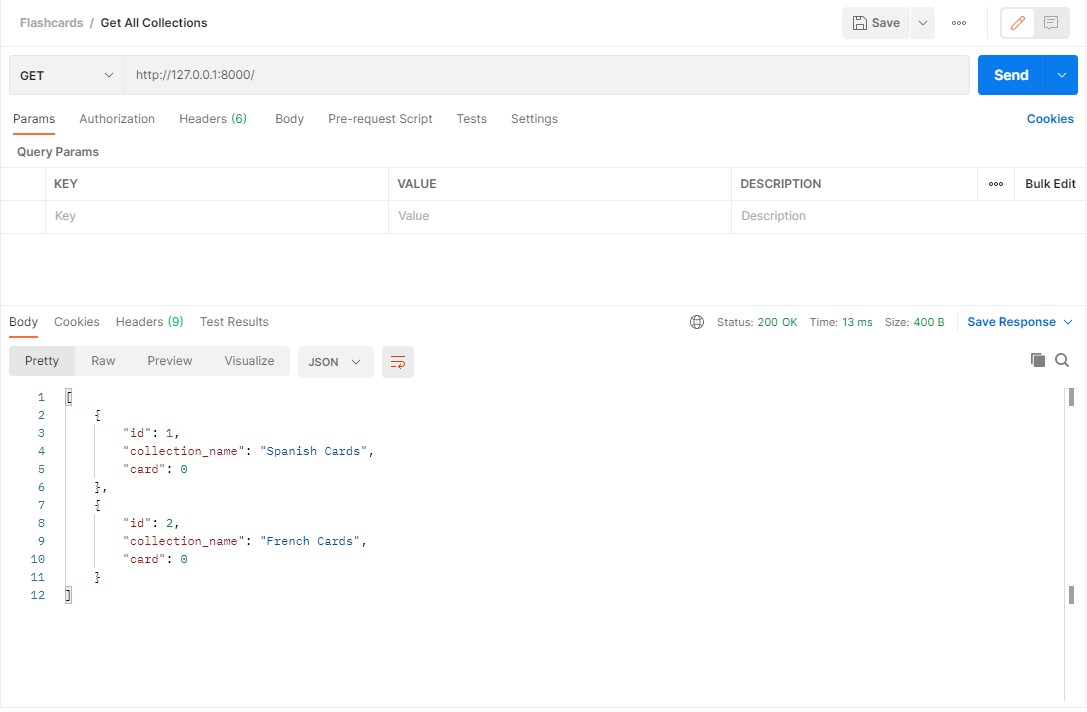 Flashcards / Get All Collections
Save
GET
http://127.0.0.1:8000/
Send
Params Authorization Headers (6) Body Pre-request Script Tests Settings Cookies
Query Params
KEY VALUE DESCRIPTION Bulk Edit
Key Value Description
Body Cookies Headers (9) Test Results Status: 200 OK Time: 13 ms Size: 400 B Save Response
Pretty Raw Preview Visualize JSON
1 [
2 {
3 "id": 1,
4 "collection_name": "Spanish Cards",
5 "card": 0
6 },
7 {
8 "id": 2,
9 "collection_name": "French Cards",
10 "card": 0
11 }
12 ]